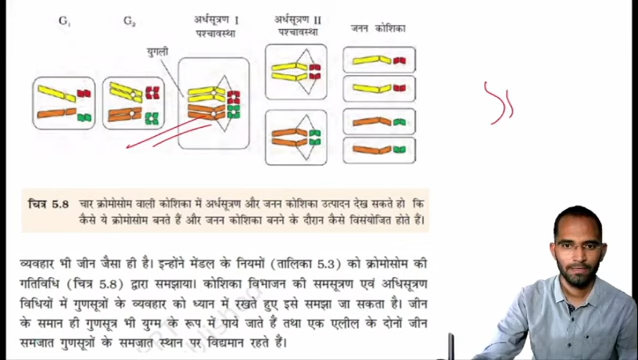 G₁
G₂
अर्धसूत्रण I
पश्चावस्था
अर्धसूत्रण II
पश्चावस्था
जनन कोशिका
युगली
चित्र 5.8 चार क्रोमोसोम वाली कोशिका में अर्धसूत्रण और जनन कोशिका उत्पादन देख सकते हो कि
कैसे ये क्रोमोसोम बनते हैं और जनन कोशिका बनने के दौरान कैसे विसंयोजित होते हैं।
व्यवहार भी जीन जैसा ही है। इन्होंने मेंडल के नियमों (तालिका 5.3) को क्रोमोसोम की
गतिविधि (चित्र 5.8) द्वारा समझाया। कोशिका विभाजन की समसूत्रण एवं अर्धिसूत्रण
विधियों में गुणसूत्रों के व्यवहार को ध्यान में रखते हुए इसे समझा जा सकता है। जीन
के समान ही गुणसूत्र भी युग्म के रूप में पाये जाते हैं तथा एक एलील के दोनों जीन
समजात गुणसूत्रों के समजात स्थान पर विद्यमान रहते हैं।